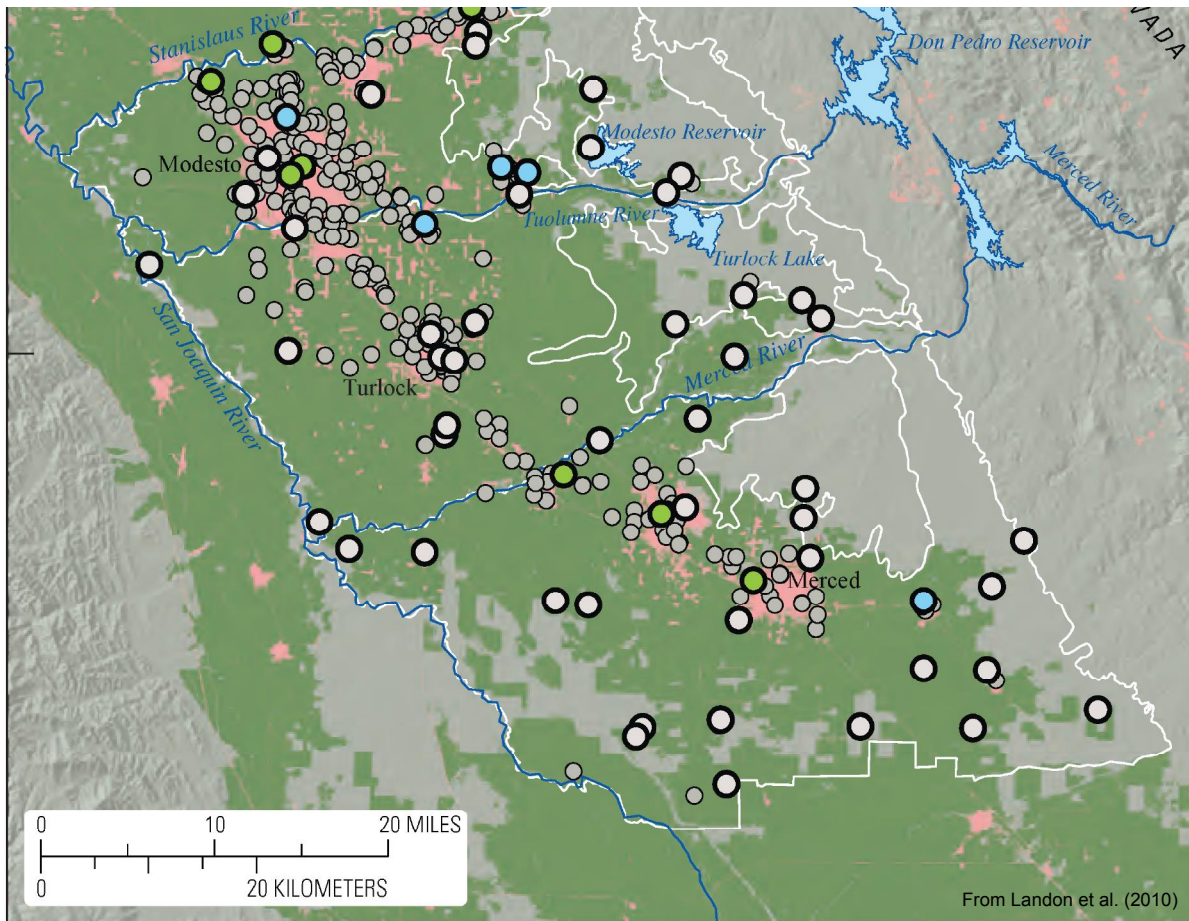 VADA
Stanislaus River
Don Pedro Reservoir
Modesto Reservoir
Modesto
Merced River
Tuolumne River
Turlock Lake
San Joaquin River
Merced River
Turlock
Merced
0 10 20 MILES
0 20 KILOMETERS
From Landon et al. (2010)